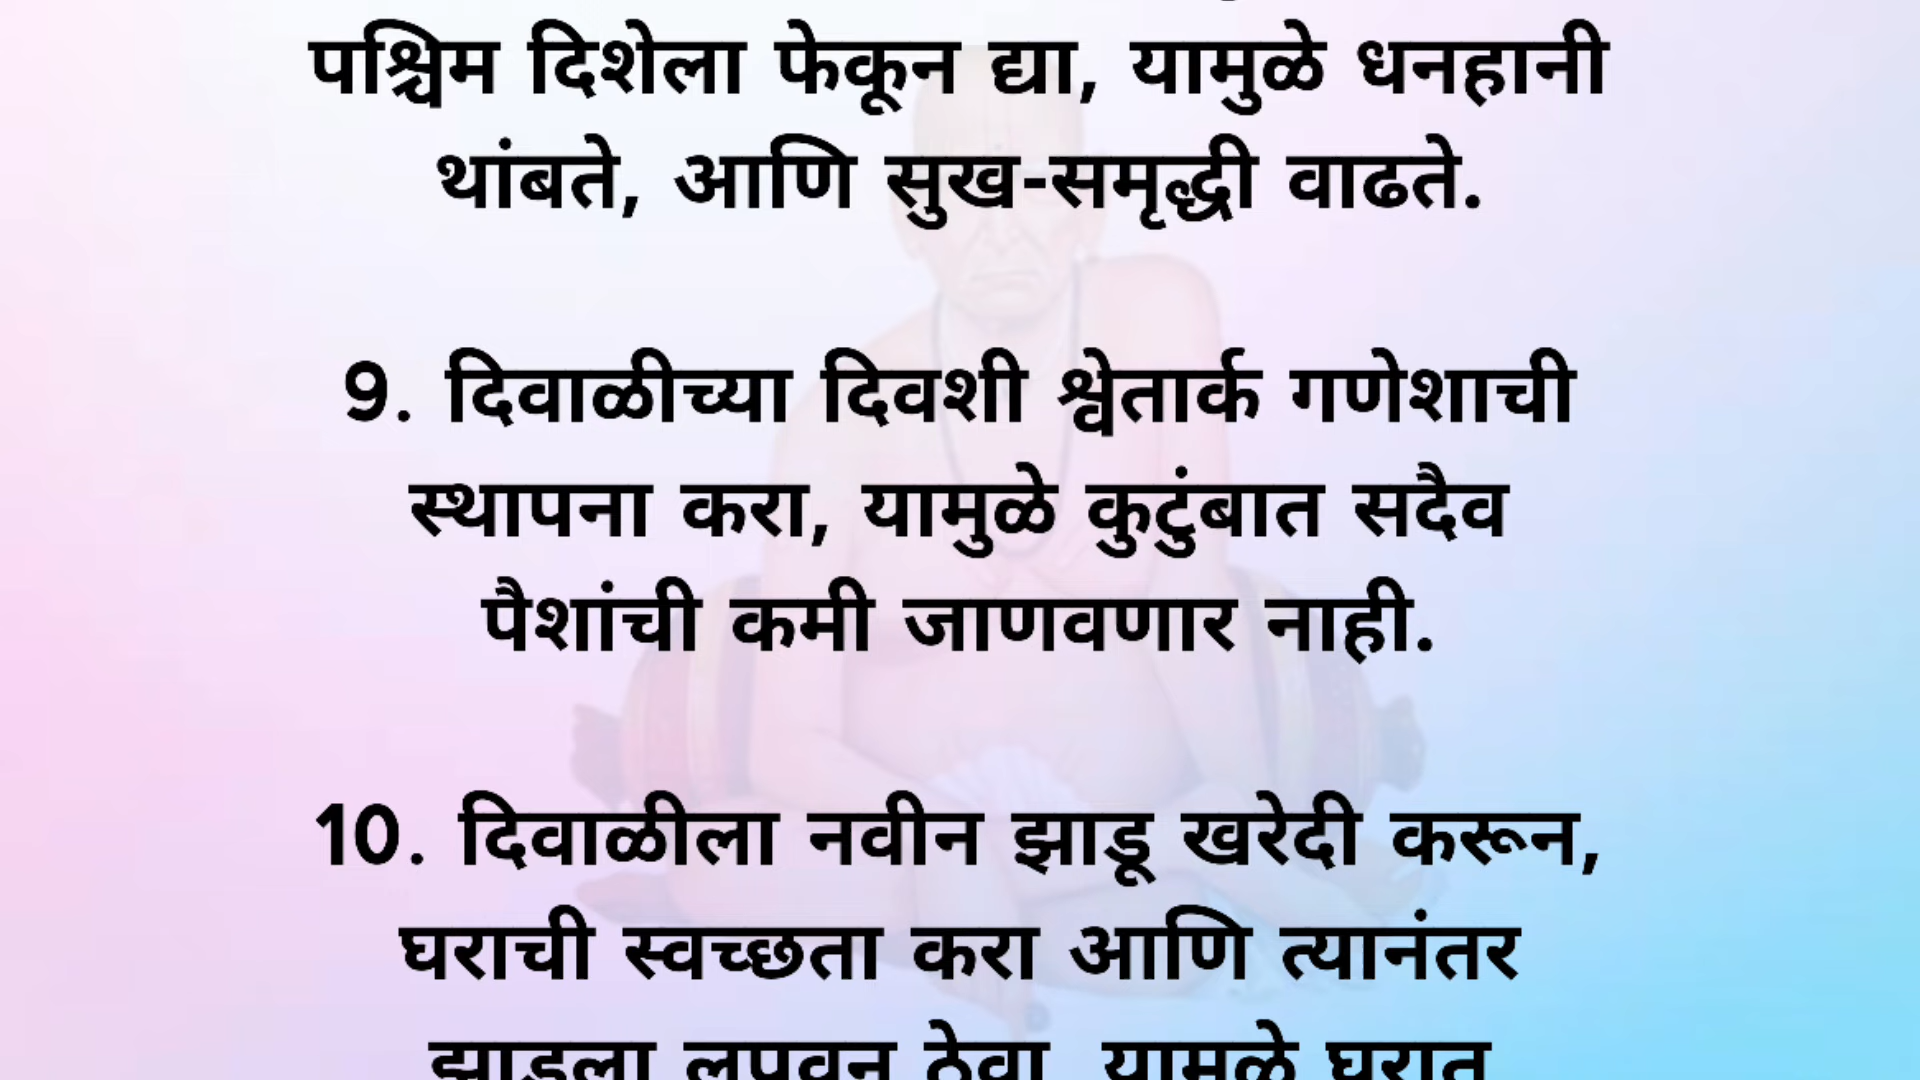 पश्चिम दिशेला फेकून द्या, यामुळे धनहानी
थांबते, आणि सुख-समृद्धी वाढते.
9. दिवाळीच्या दिवशी श्वेतार्क गणेशाची
स्थापना करा, यामुळे कुटुंबात सदैव
पैशांची कमी जाणवणार नाही.
10. दिवाळीला नवीन झाडू खरेदी करून,
घराची स्वच्छता करा आणि त्यानंतर
झाडूला लपवून ठेवा, यामुळे घरात